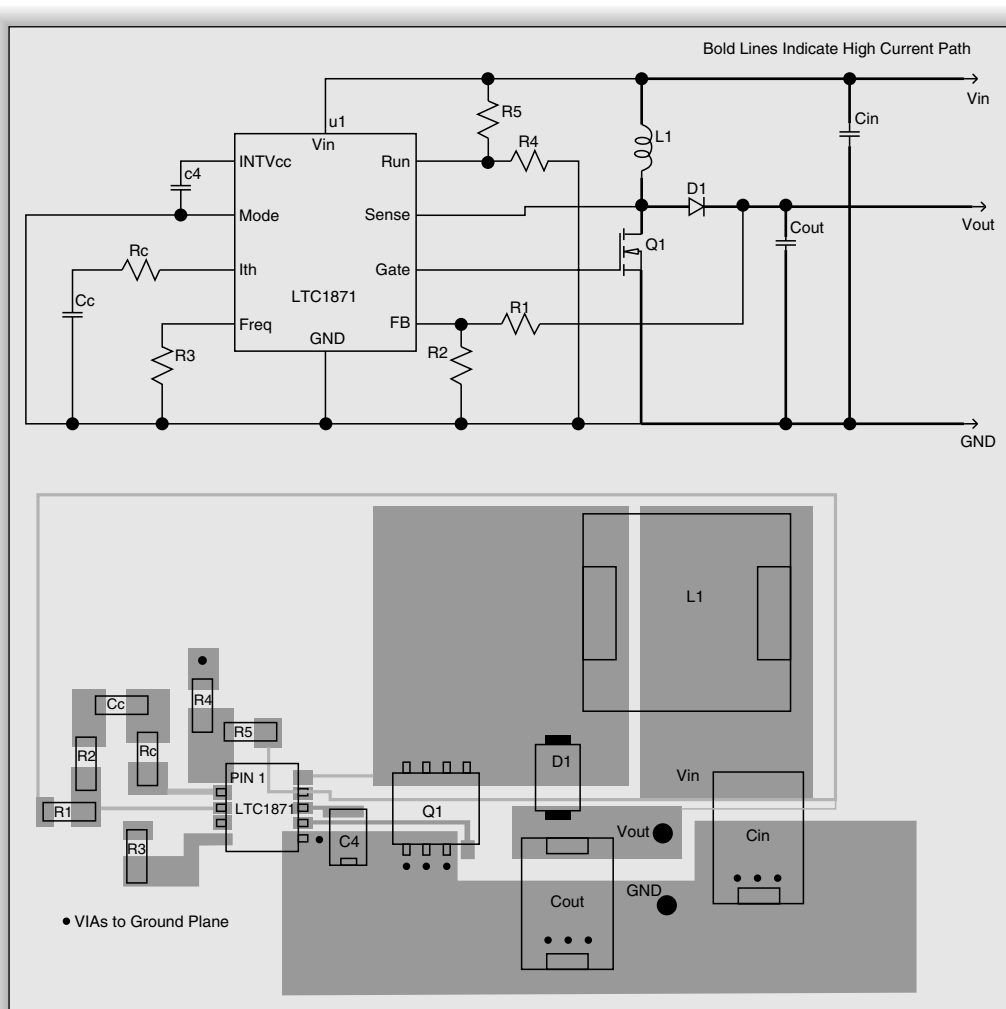 Bold Lines Indicate High Current Path
Vin
R5
u1
Vin
Cin
L1
R4
INTVcc
Run
c4
D1
Mode
Sense
Vout
Cout
Q1
Rc
Ith
Gate
LTC1871
Cc
R1
Freq
FB
GND
R2
R3
GND
L1
R4
Cc
R5
R2
Rc
D1
PIN 1
Vin
R1
LTC1871
Q1
Vout
Cin
C4
R3
GND
Cout
VIAs to Ground Plane